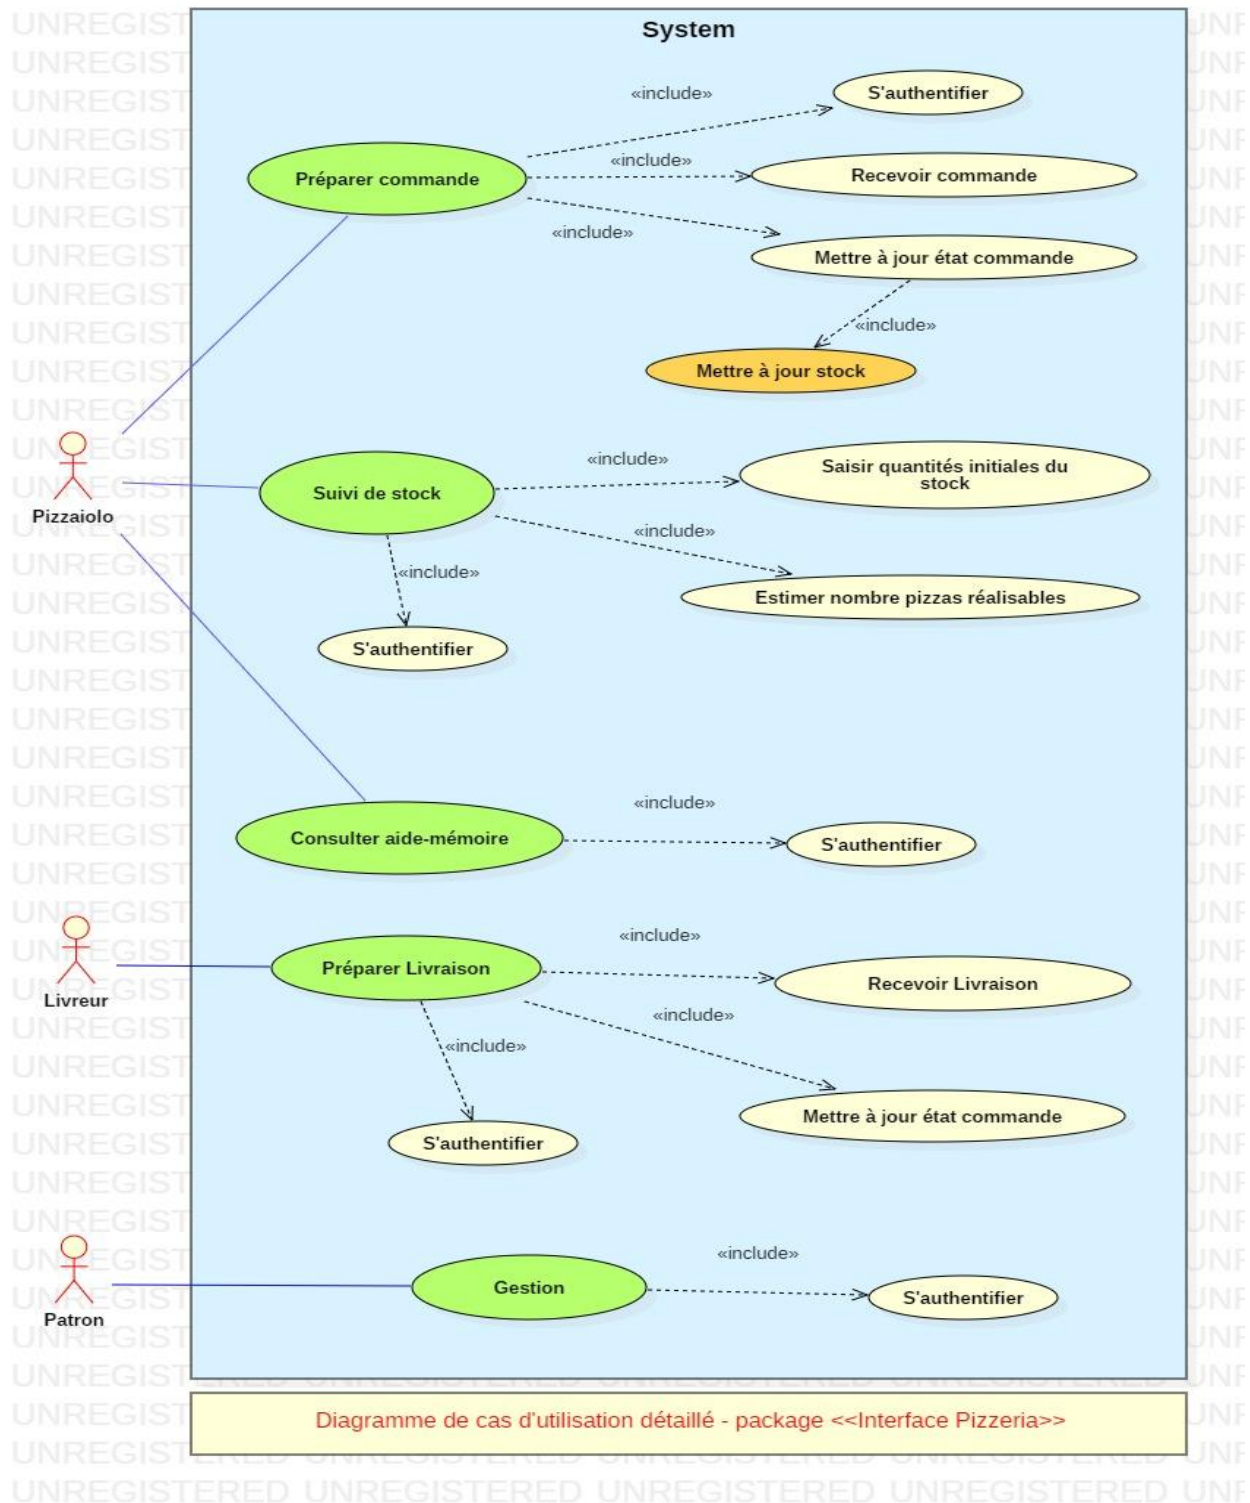 System
«include»
S'authentifier
Préparer commande
«include»
Recevoir commande
«include»
Mettre à jour état commande
«include»
Mettre à jour stock
Pizzaiolo
Suivi de stock
«include»
Saisir quantités initiales du
stock
«include»
Estimer nombre pizzas réalisables
«include»
S'authentifier
Consulter aide-mémoire
«include»
S'authentifier
Livreur
Préparer Livraison
«include»
Recevoir Livraison
«include»
Mettre à jour état commande
«include»
S'authentifier
Patron
Gestion
«include»
S'authentifier
Diagramme de cas d'utilisation détaillé - package <<Interface Pizzeria>>
UNREGISTERED UNREGISTERED UNREGISTERED UNREGISTERED